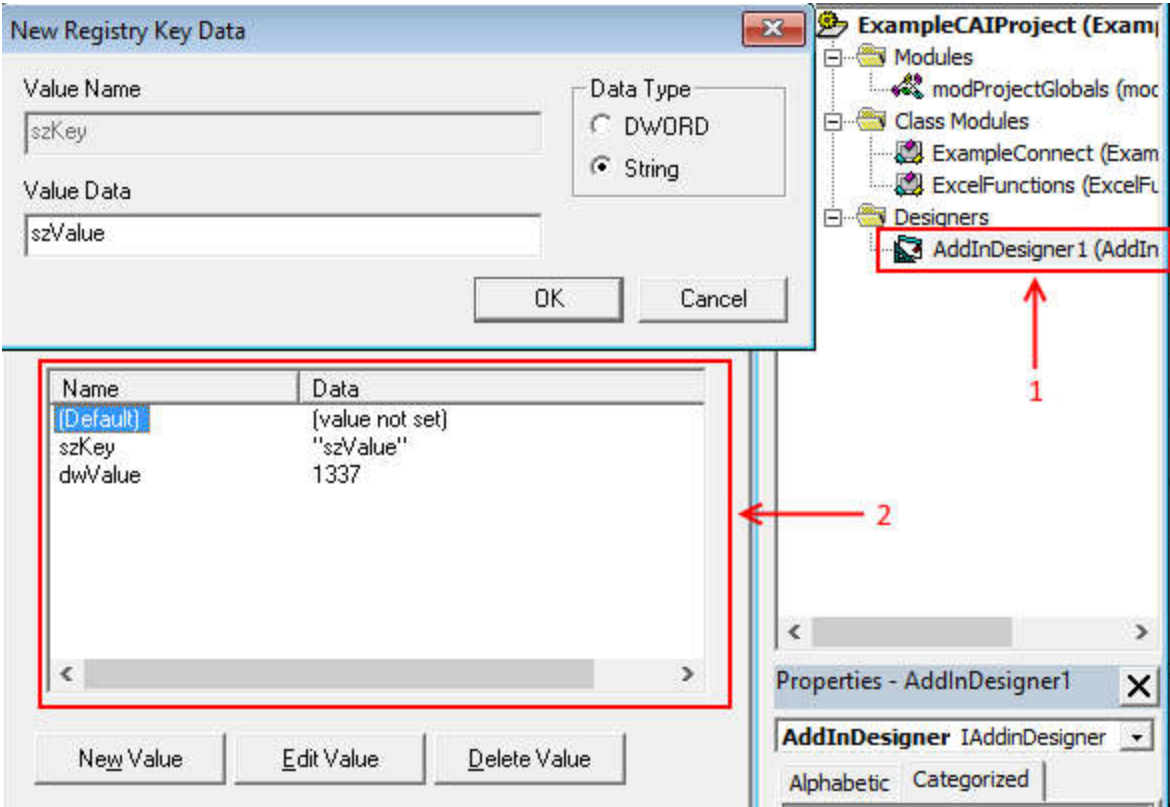 New Registry Key Data
Value Name
szKey
Value Data
szValue
Data Type
DWORD
String
OK
Cancel
Name Data
(Default) (value not set)
szKey "szValue"
dwValue 1337
2
New Value
Edit Value
Delete Value
ExampleCAIProject (Exam
Modules
modProjectGlobals (mod
Class Modules
ExampleConnect (Exam
ExcelFunctions (ExcelFu
Designers
AddInDesigner1 (AddIn
1
Properties - AddInDesigner1
AddInDesigner IAddinDesigner
Alphabetic Categorized